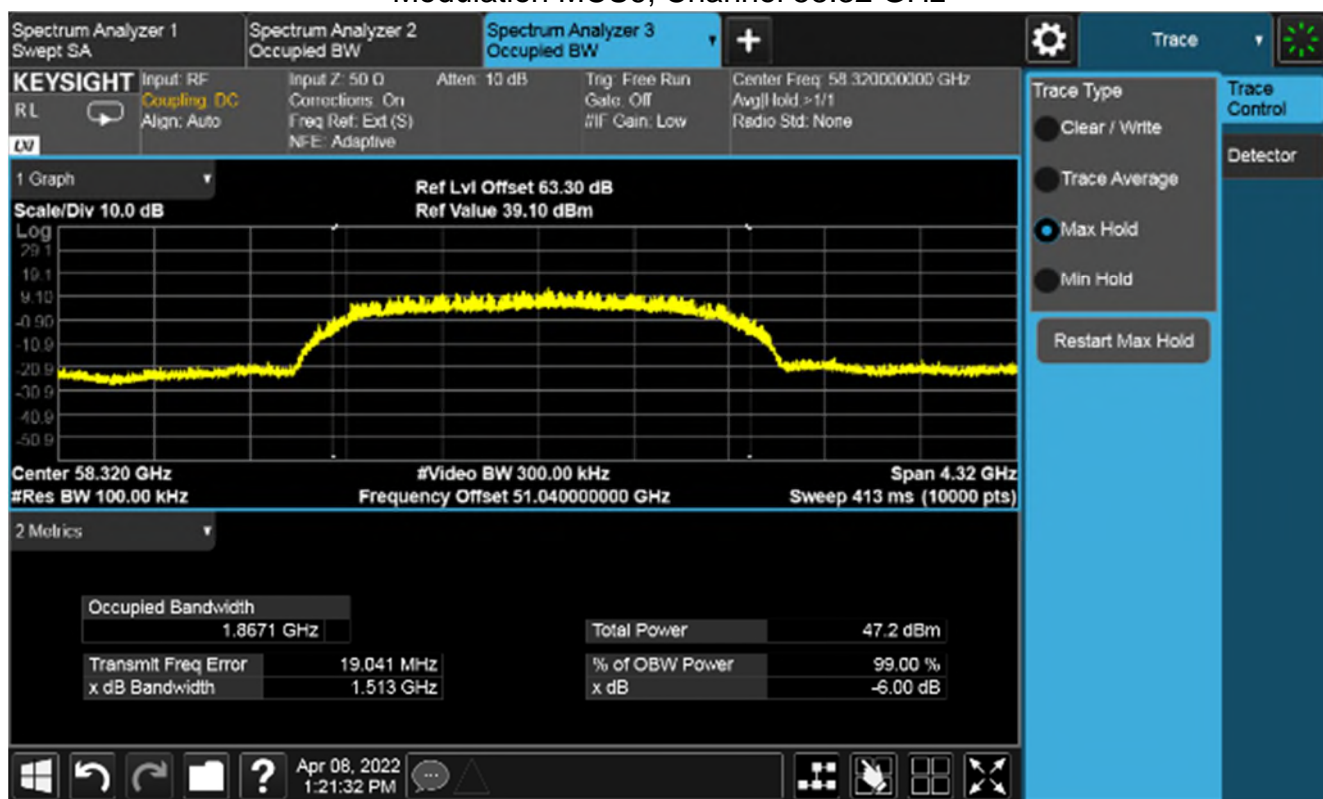 Spectrum Analyzer 1
Swept SA
Spectrum Analyzer 2
Occupied BW
Spectrum Analyzer 3
Occupied BW
Trace
KEYSIGHT
RL
LXI
Input: RF
Coupling: DC
Align: Auto
Input Z: 50 Ω
Corrections: On
Freq Ref: Ext (S)
NFE: Adaptive
Atten: 10 dB
Trig: Free Run
Gate: Off
#IF Gain: Low
Center Freq: 58.320000000 GHz
Avg|Hold:>1/1
Radio Std: None
Trace Type
Clear / Write
Trace Average
Max Hold
Min Hold
Restart Max Hold
Trace
Control
Detector
1 Graph
Scale/Div 10.0 dB
Ref Lvl Offset 63.30 dB
Ref Value 39.10 dBm
Log
29.1
19.1
9.10
-0.90
-10.9
-20.9
-30.9
-40.9
-50.9
Center 58.320 GHz
#Video BW 300.00 kHz
Span 4.32 GHz
#Res BW 100.00 kHz
Frequency Offset 51.040000000 GHz
Sweep 413 ms (10000 pts)
2 Metrics
Occupied Bandwidth
1.8671 GHz
Total Power 47.2 dBm
Transmit Freq Error 19.041 MHz
% of OBW Power 99.00 %
x dB Bandwidth 1.513 GHz
x dB -6.00 dB
?
Apr 08, 2022
1:21:32 PM